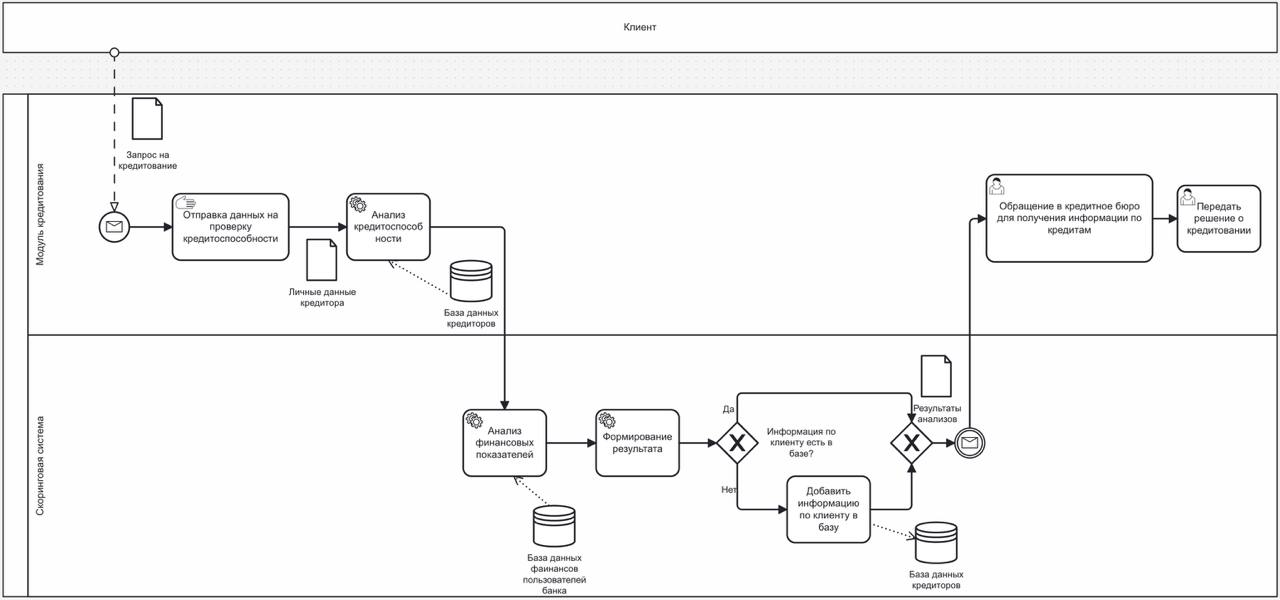 Клиент
Запрос на
кредитование
Модуль кредитования
Отправка данных на
проверку
кредитоспособности
Анализ
кредитоспособ
ности
Личные данные
кредитора
База данных
кредиторов
Обращение в кредитное бюро
для получения информации по
кредитам
Передать
решение о
кредитовании
Скоринговая система
Анализ
финансовых
показателей
Формирование
результата
Да
Информация по
клиенту есть в
базе?
Нет
Результаты
анализов
Добавить
информацию
по клиенту в
базу
База данных
фаинансов
пользователей
банка
База данных
кредиторов